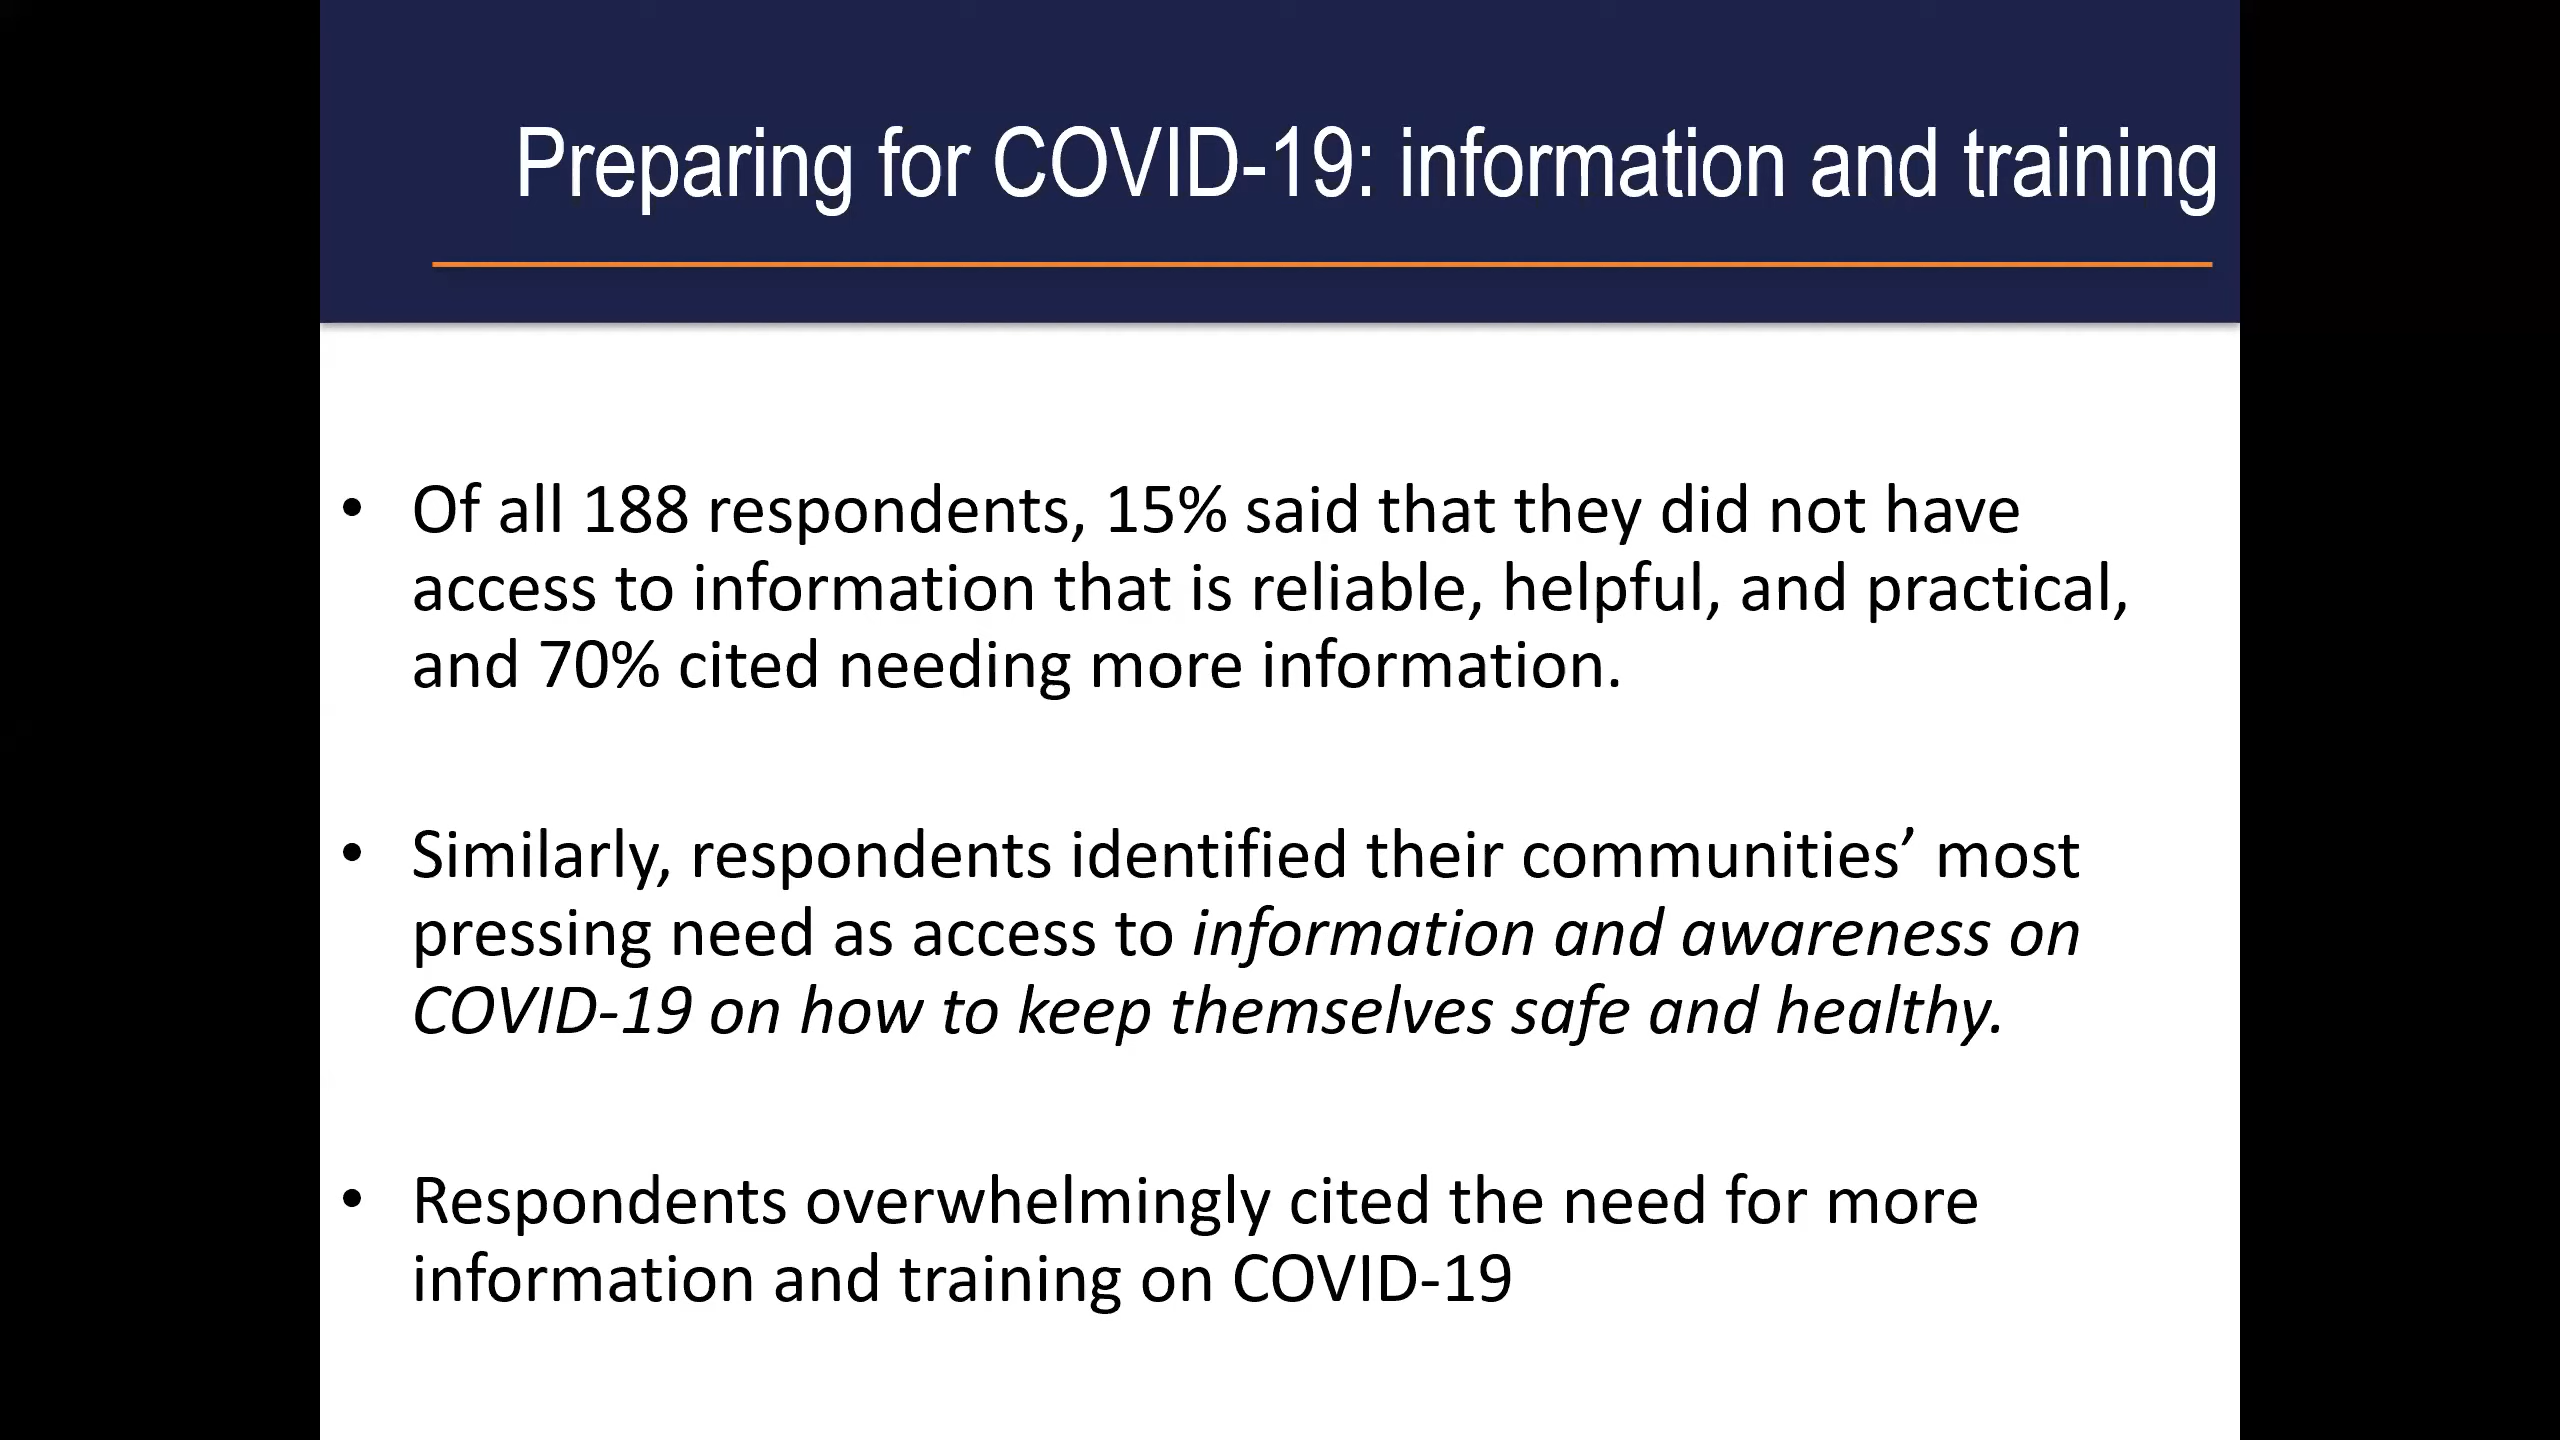 Preparing for COVID-19: information and training
• Of all 188 respondents, 15% said that they did not have
access to information that is reliable, helpful, and practical,
and 70% cited needing more information.
• Similarly, respondents identified their communities’ most
pressing need as access to information and awareness on
COVID-19 on how to keep themselves safe and healthy.
• Respondents overwhelmingly cited the need for more
information and training on COVID-19